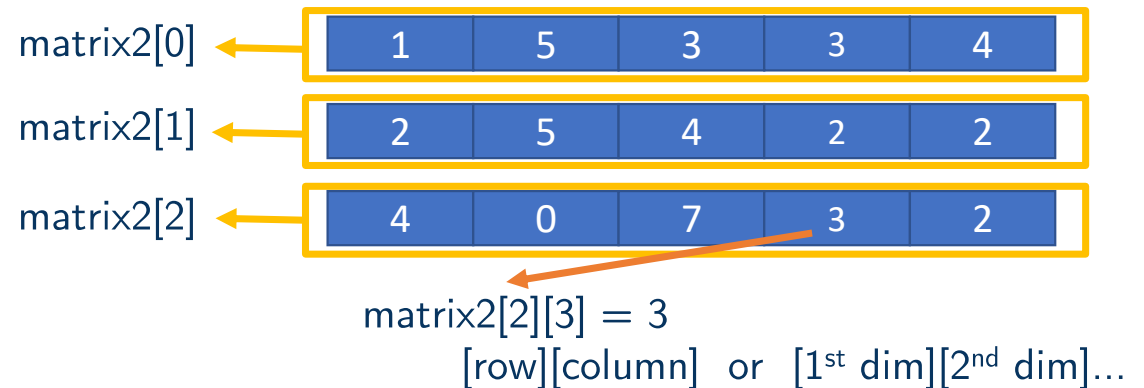 matrix2[0] 1 5 3 3 4
matrix2[1] 2 5 4 2 2
matrix2[2] 4 0 7 3 2
matrix2[2][3] = 3
[row][column] or [1st dim][2nd dim]...